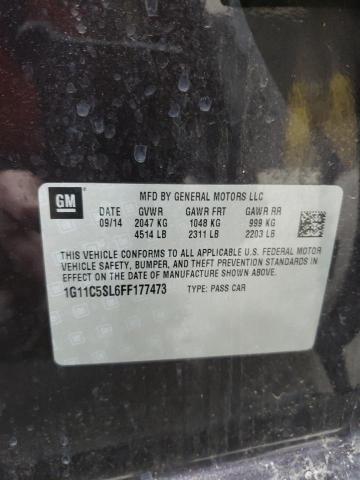 GM
MFD BY GENERAL MOTORS LLC
DATE GVWR GAWR FRT GAWR RR
09/14 2047 KG 1048 KG 999 KG
4514 LB 2311 LB 2203 LB
THIS VEHICLE CONFORMS TO ALL APPLICABLE U.S. FEDERAL MOTOR
VEHICLE SAFETY, BUMPER, AND THEFT PREVENTION STANDARDS IN
EFFECT ON THE DATE OF MANUFACTURE SHOWN ABOVE.
1G11C5SL6FF177473 TYPE: PASS CAR